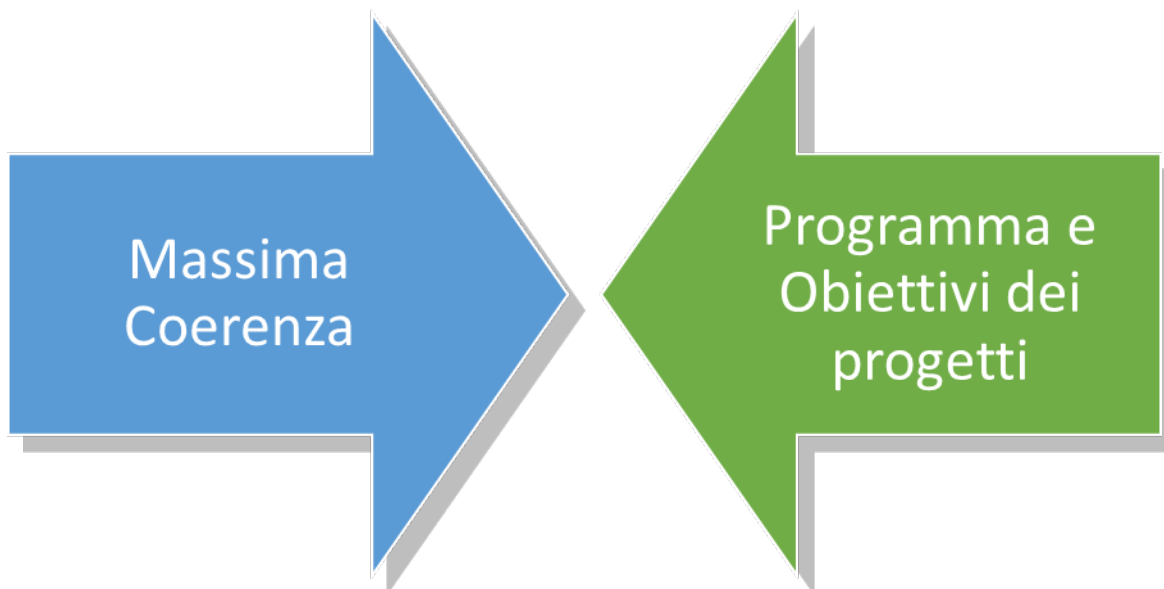 Massima
Coerenza
Programma e
Obiettivi dei
progetti